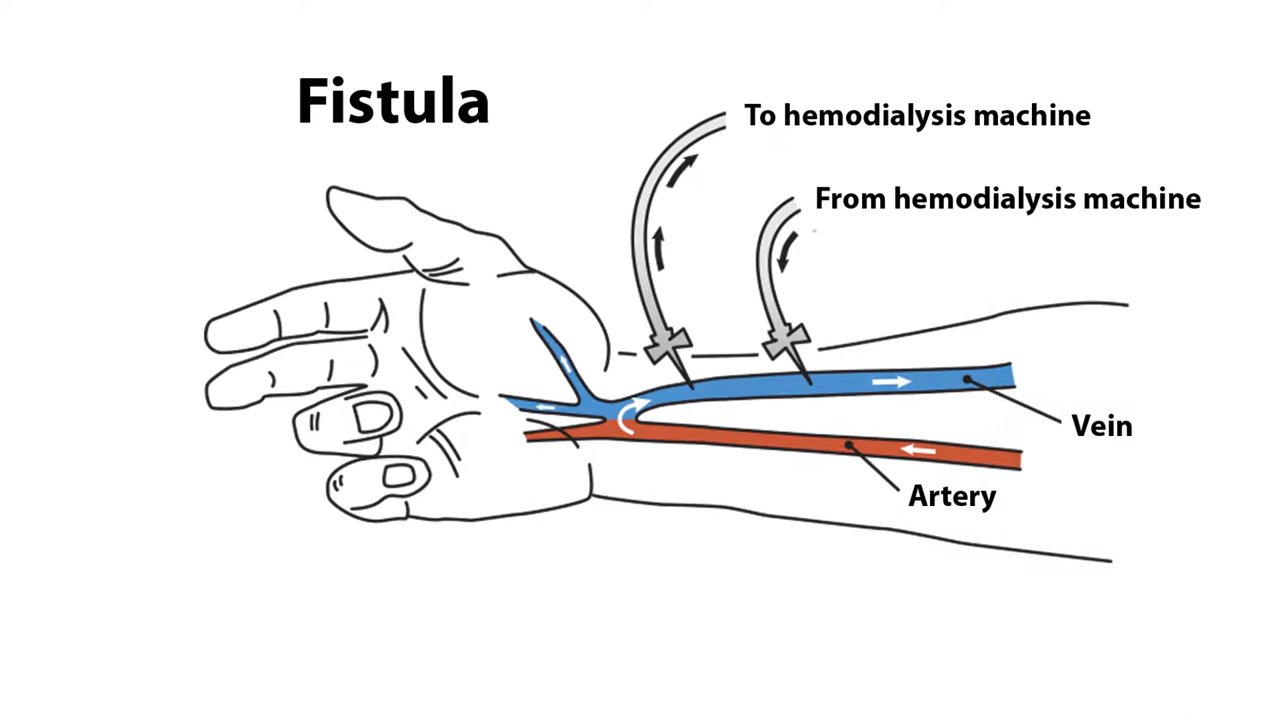 Fistula
To hemodialysis machine
From hemodialysis machine
Vein
Artery